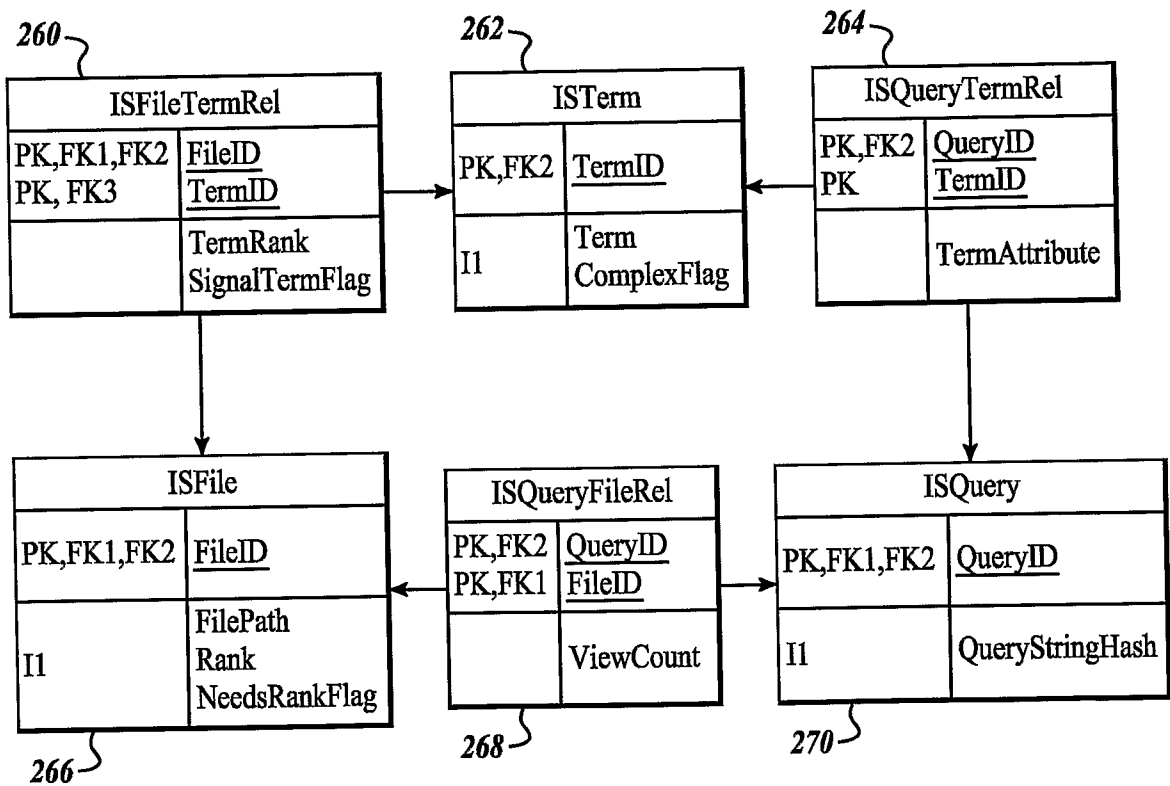 260
262
264
ISFileTermRel
PK,FK1,FK2 FileID
PK, FK3 TermID
TermRank
SignalTermFlag
ISTerm
PK,FK2 TermID
Term
I1
ComplexFlag
ISQueryTermRel
PK,FK2 QueryID
PK TermID
TermAttribute
ISFile
PK,FK1,FK2 FileID
FilePath
I1 Rank
NeedsRankFlag
266
ISQueryFileRel
PK,FK2 QueryID
PK,FK1 FileID
ViewCount
268
ISQuery
PK,FK1,FK2 QueryID
I1 QueryStringHash
270